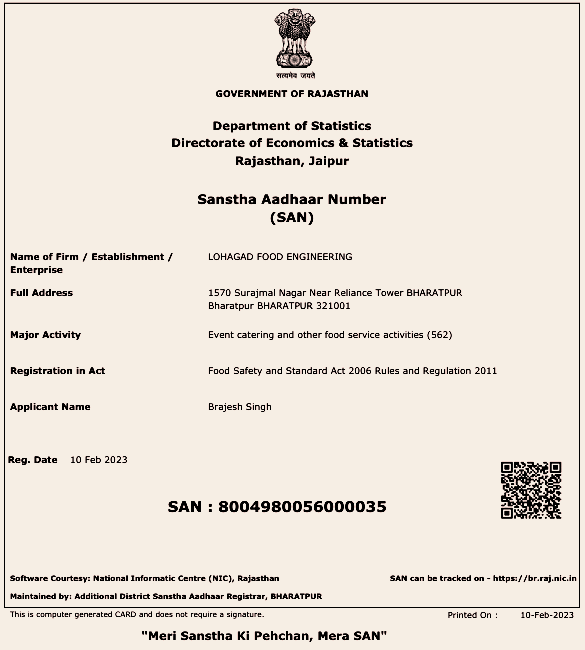 सत्यमेव जयते
GOVERNMENT OF RAJASTHAN
Department of Statistics
Directorate of Economics & Statistics
Rajasthan, Jaipur
Sanstha Aadhaar Number
(SAN)
Name of Firm / Establishment / Enterprise LOHAGAD FOOD ENGINEERING
Full Address 1570 Surajmal Nagar Near Reliance Tower BHARATPUR
Bharatpur BHARATPUR 321001
Major Activity Event catering and other food service activities (562)
Registration in Act Food Safety and Standard Act 2006 Rules and Regulation 2011
Applicant Name Brajesh Singh
Reg. Date 10 Feb 2023
SAN : 8004980056000035
Software Courtesy: National Informatic Centre (NIC), Rajasthan SAN can be tracked on - https://br.raj.nic.in
Maintained by: Additional District Sanstha Aadhaar Registrar, BHARATPUR
This is computer generated CARD and does not require a signature. Printed On : 10-Feb-2023
"Meri Sanstha Ki Pehchan, Mera SAN"